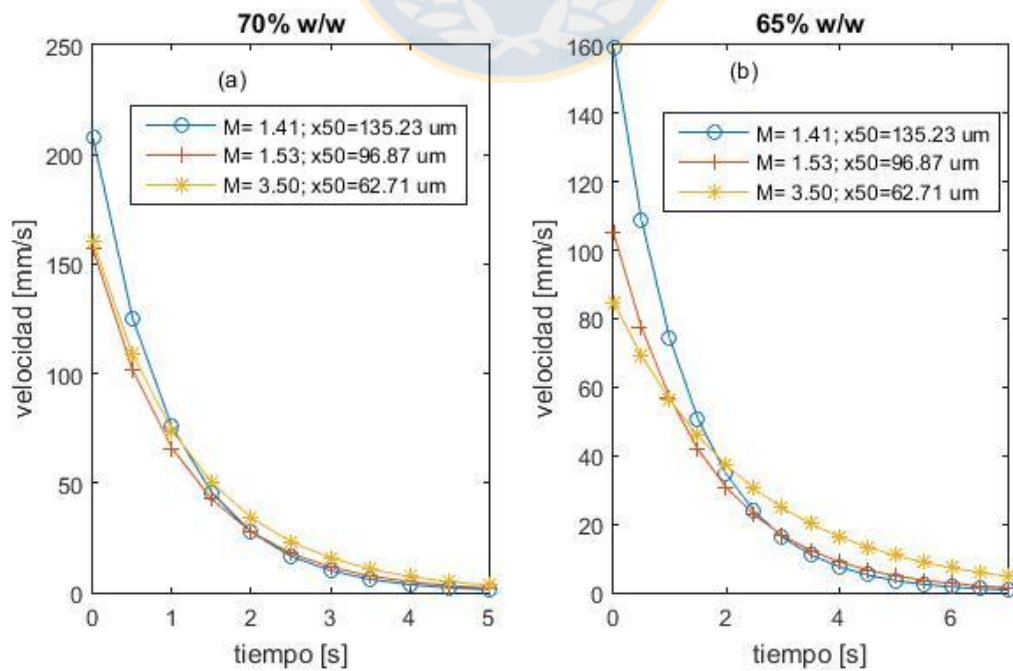 70% w/w
(a)
M= 1.41; x50=135.23 um
M= 1.53; x50=96.87 um
M= 3.50; x50=62.71 um
velocidad [mm/s]
250
200
150
100
50
0
0 1 2 3 4 5
tiempo [s]
65% w/w
(b)
M= 1.41; x50=135.23 um
M= 1.53; x50=96.87 um
M= 3.50; x50=62.71 um
velocidad [mm/s]
160
140
120
100
80
60
40
20
0
0 2 4 6
tiempo [s]